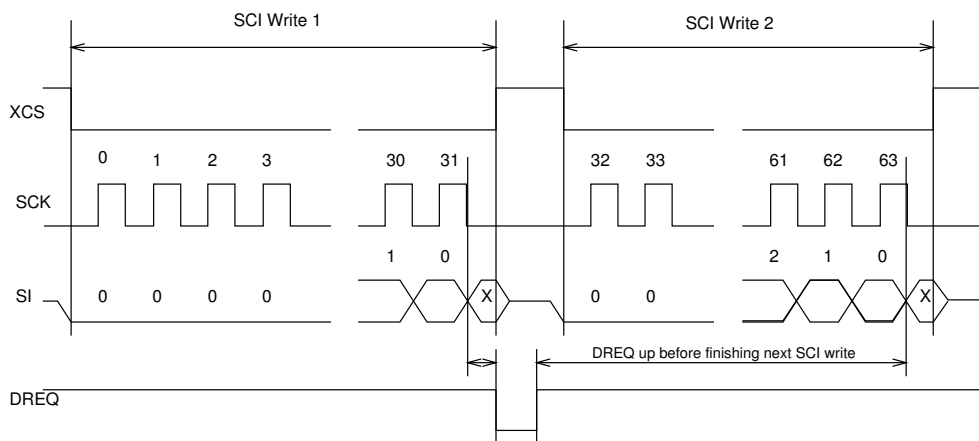 SCI Write 1 SCI Write 2
XCS
0 1 2 3 30 31 32 33 61 62 63
SCK
1 0 2 1 0
SI 0 0 0 0 X 0 0 X
DREQ up before finishing next SCI write
DREQ